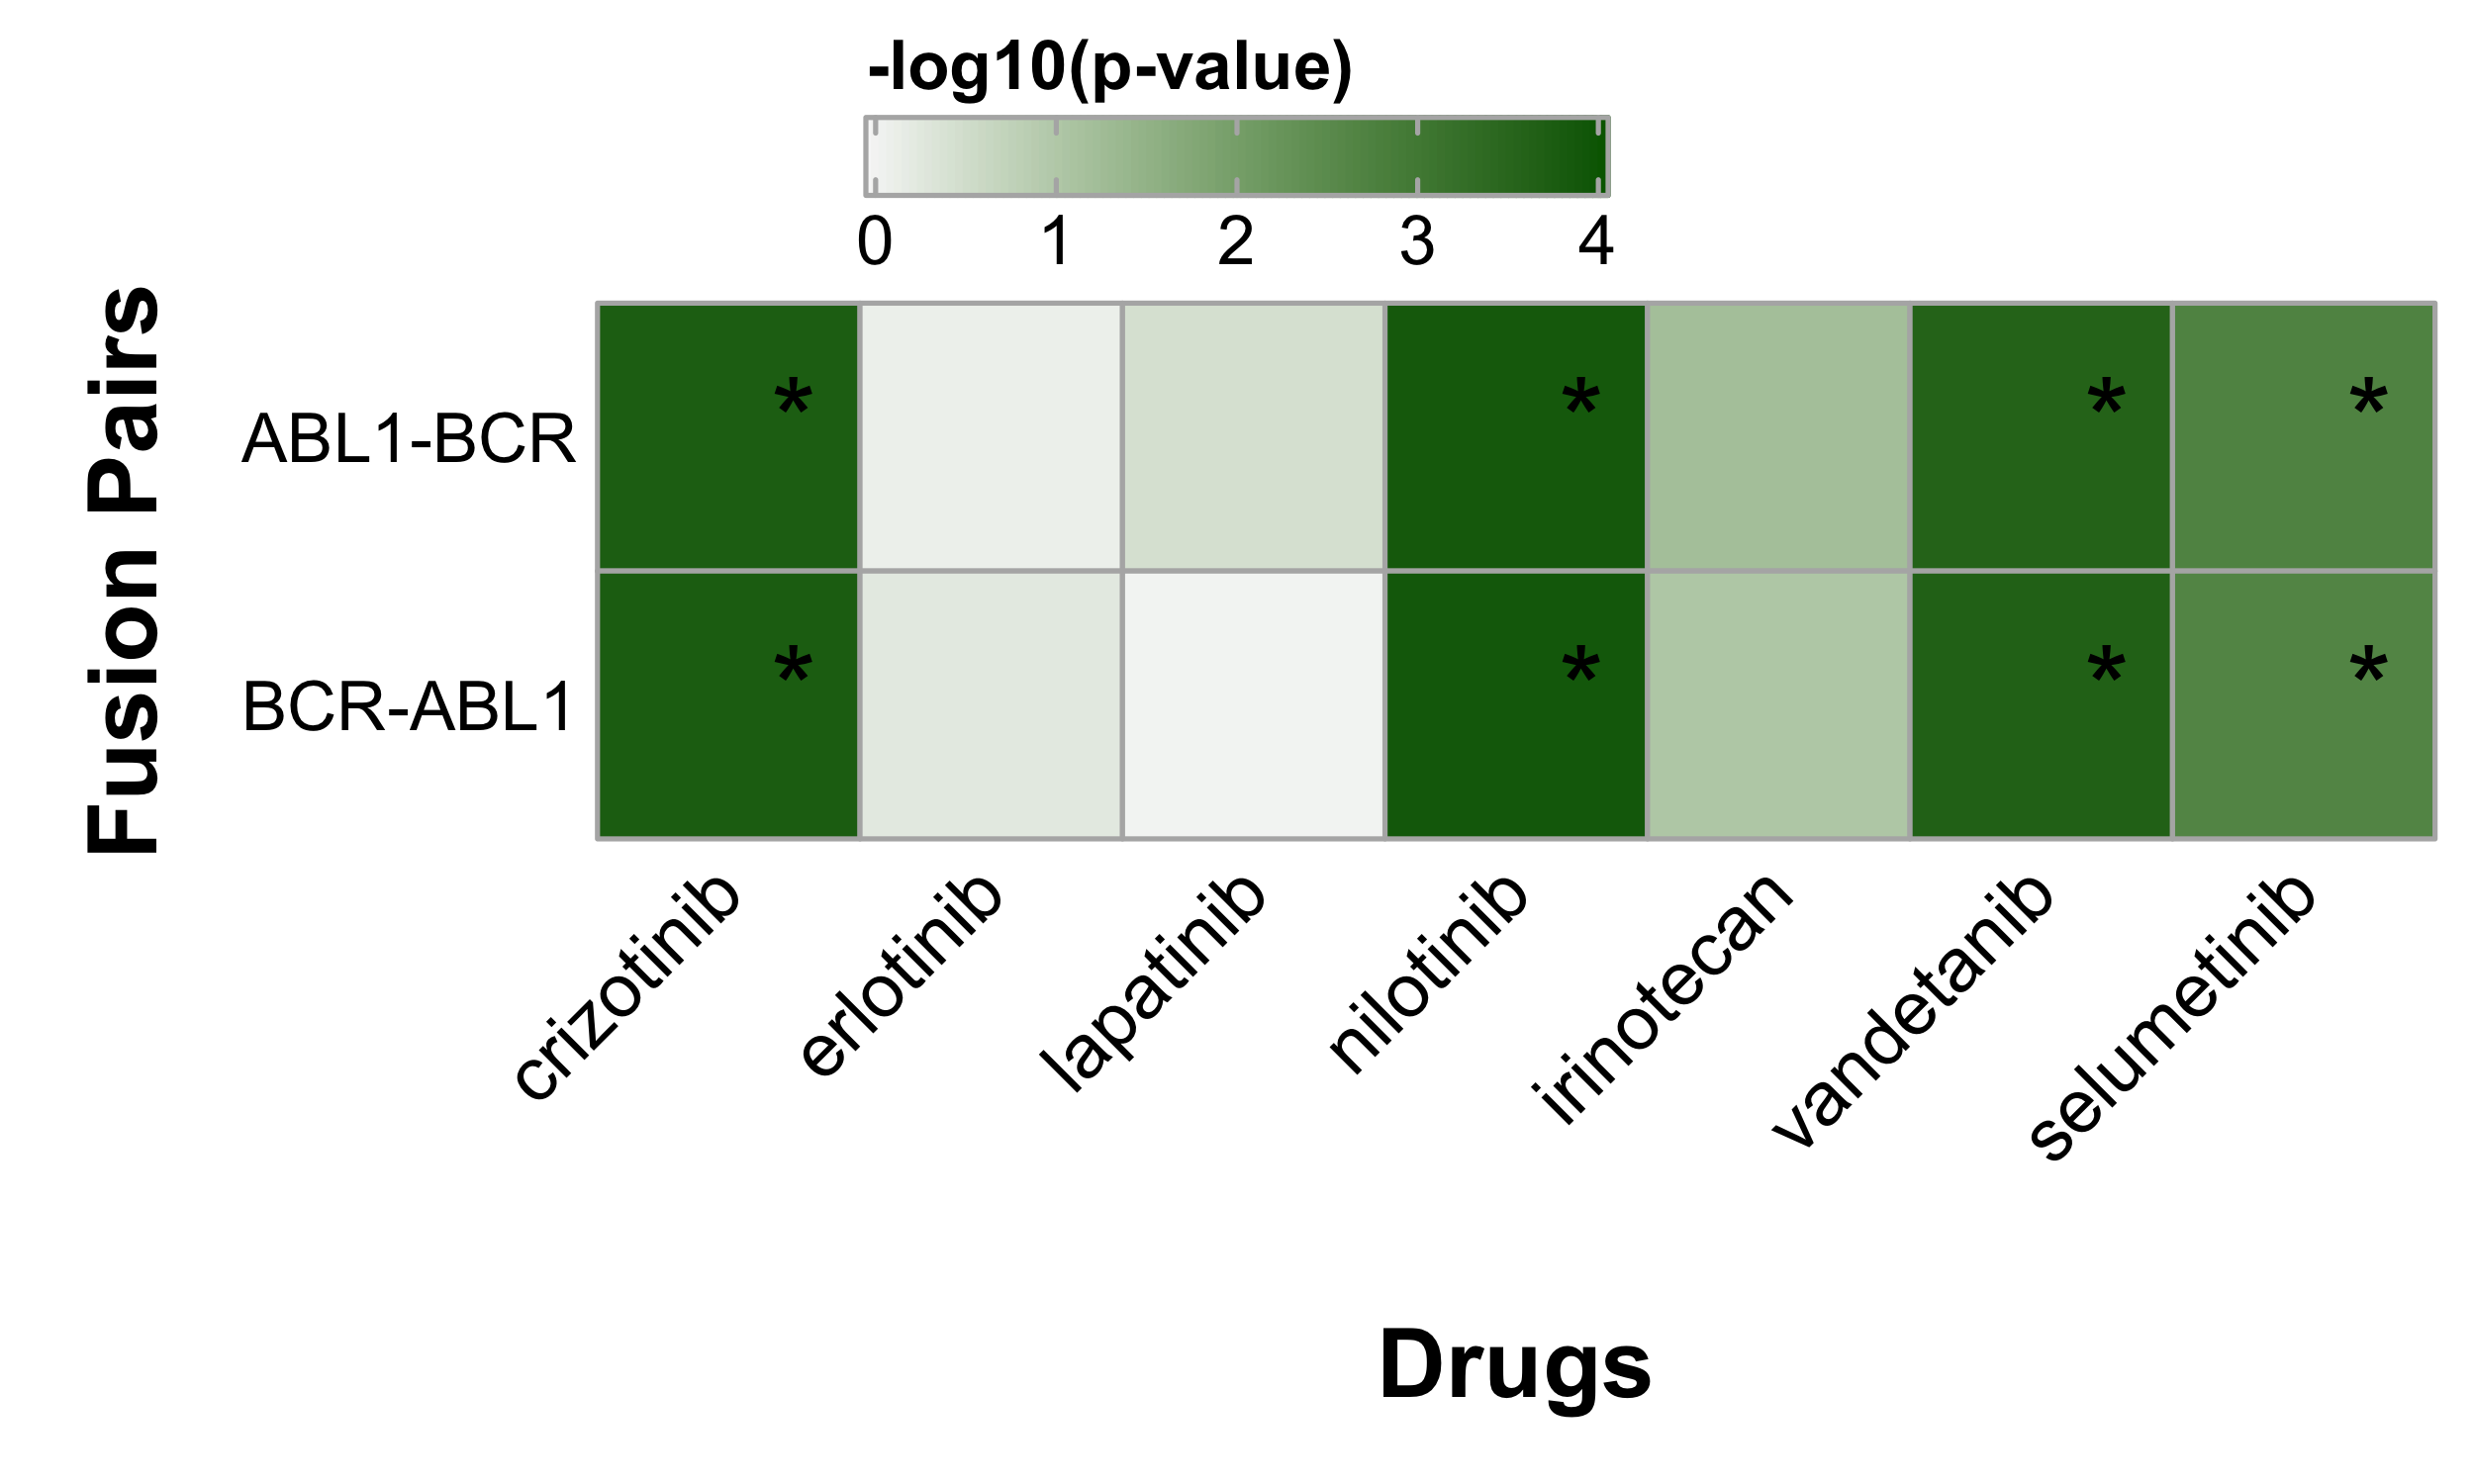 -log10(p-value)
0 1 2 3 4
Fusion Pairs
ABL1-BCR * * * *
BCR-ABL1 * * * *
crizotinib erlotinib lapatinib nilotinib irinotecan vandetanib selumetinib
Drugs